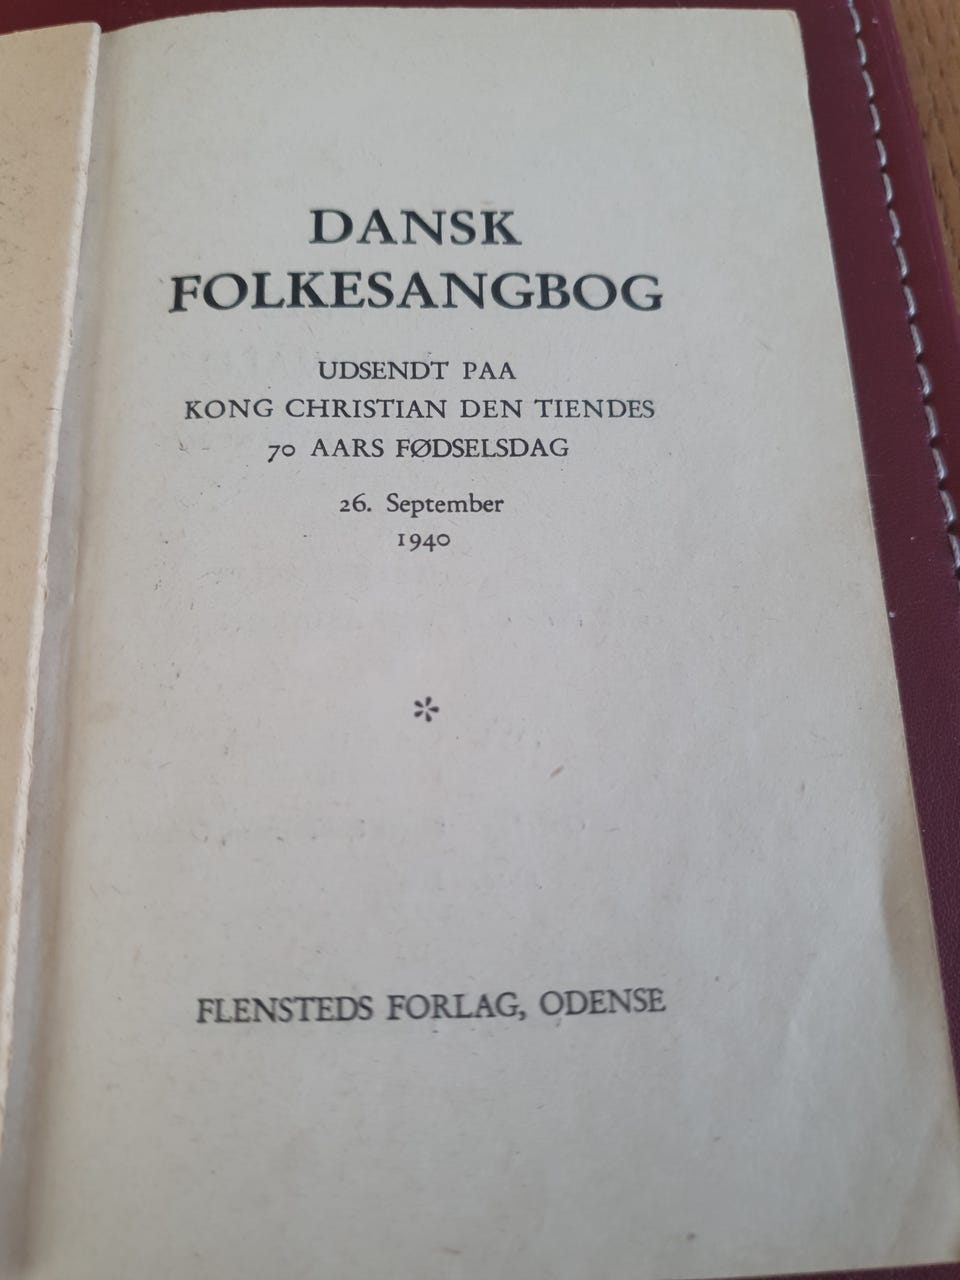 DANSK
FOLKESANGBOG
UDSENDT PAA
KONG CHRISTIAN DEN TIENDES
70 AARS FØDSELSDAG
26. September
1940
*
FLENSTEDS FORLAG, ODENSE